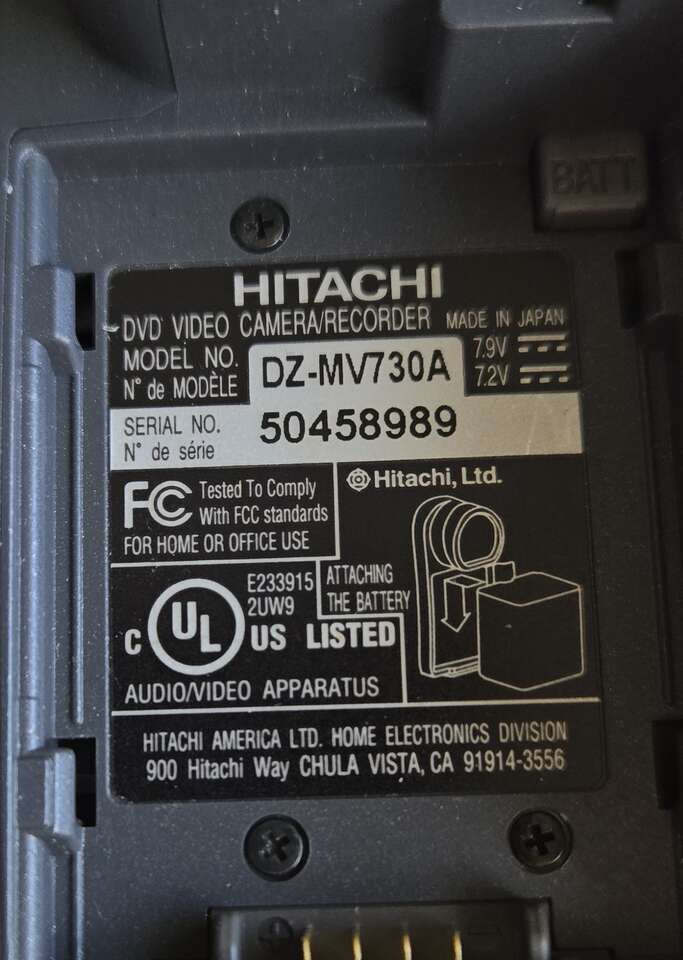 BATT
HITACHI
DVD VIDEO CAMERA/RECORDER MADE IN JAPAN
MODEL NO. DZ-MV730A 7.9V
N° de MODÈLE 7.2V
SERIAL NO. 50458989
N° de série
FC Tested To Comply
With FCC standards
FOR HOME OR OFFICE USE
Hitachi, Ltd.
E233915
2UW9
C UL US LISTED
AUDIO/VIDEO APPARATUS
ATTACHING
THE BATTERY
HITACHI AMERICA LTD. HOME ELECTRONICS DIVISION
900 Hitachi Way CHULA VISTA, CA 91914-3556